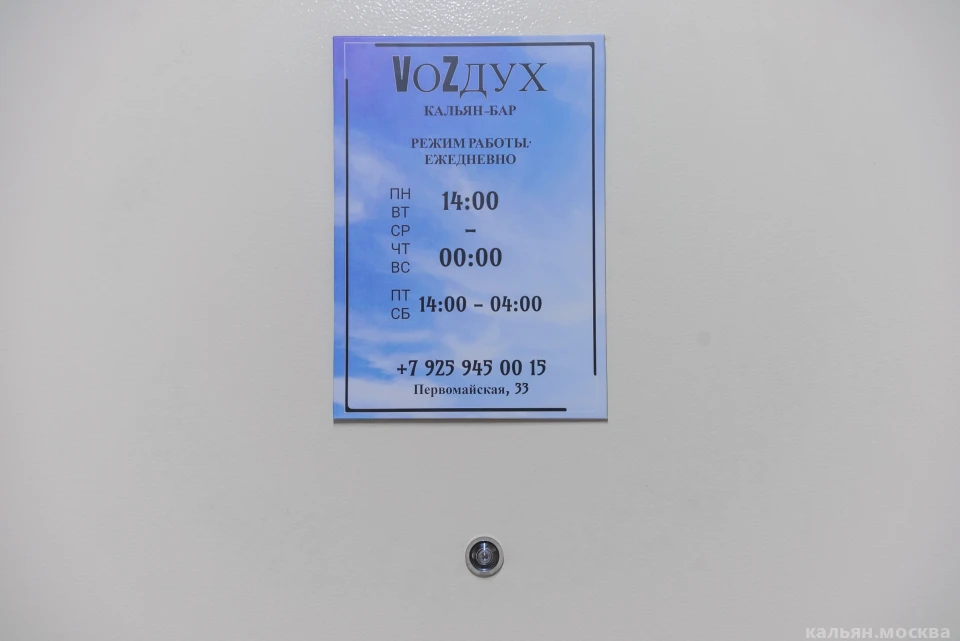 VoZдух
КАЛЬЯН-БАР
РЕЖИМ РАБОТЫ:
ЕЖЕДНЕВНО
ПН
ВТ
СР
ЧТ
ВС
14:00
–
00:00
ПТ
СБ
14:00 – 04:00
+7 925 945 00 15
Первомайская, 33
кальян.москва